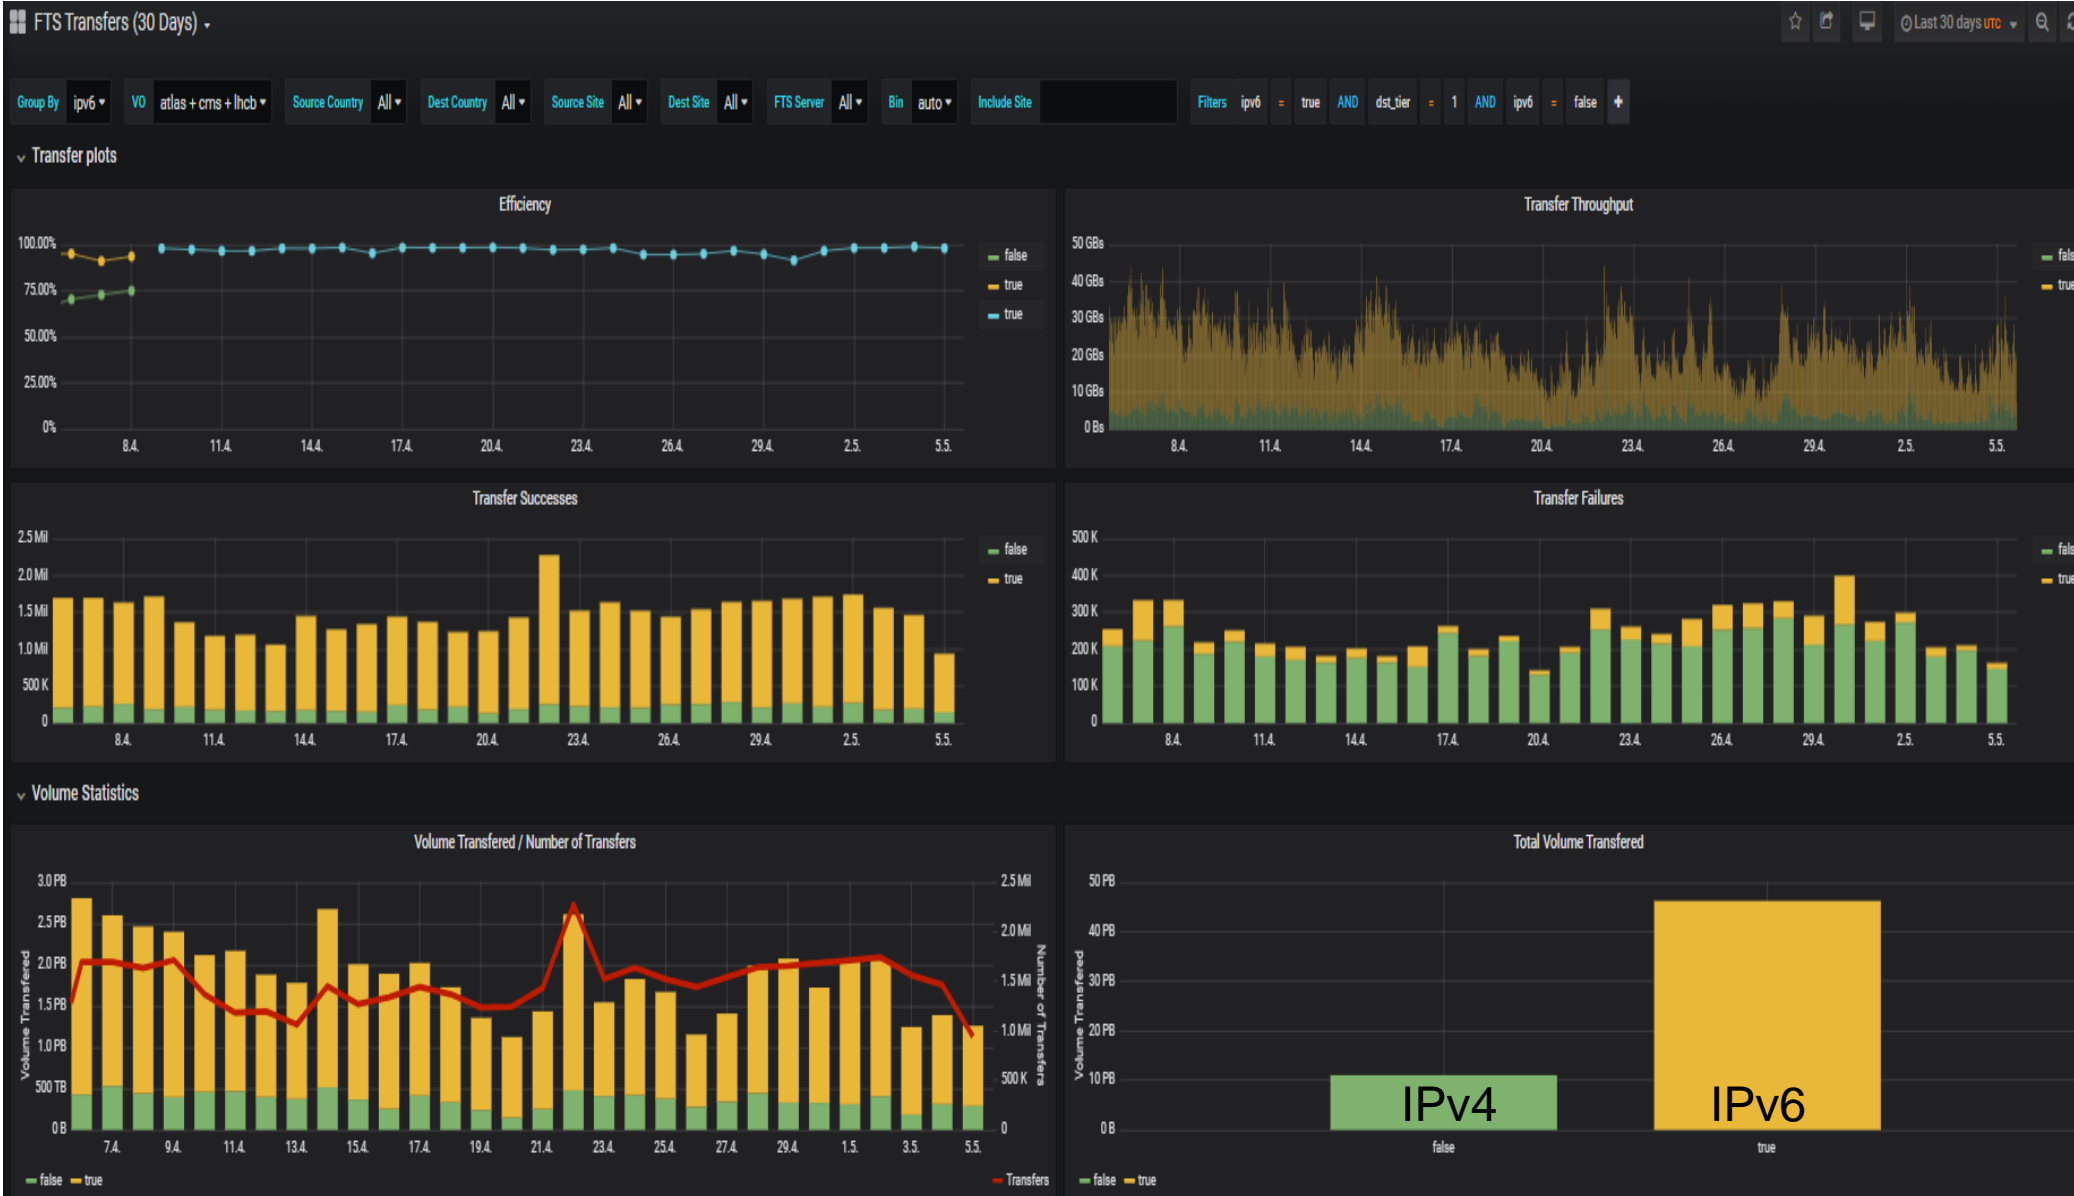 FTS Transfers (30 Days)
Last 30 days UTC
Group By ipv6 VO atlas + cms + lhcb Source Country All Dest Country All Source Site All Dest Site All FTS Server All Bin auto Include Site Filters ipv6 = true AND dst_tier = 1 AND ipv6 = false +
Transfer plots
Efficiency
100.00%
75.00%
50.00%
25.00%
0%
8.4. 11.4. 14.4. 17.4. 20.4. 23.4. 26.4. 29.4. 2.5. 5.5.
false
true
true
Transfer Throughput
50 GBs
40 GBs
30 GBs
20 GBs
10 GBs
0 Bs
8.4. 11.4. 14.4. 17.4. 20.4. 23.4. 26.4. 29.4. 2.5. 5.5.
fals
true
Transfer Successes
2.5 Mil
2.0 Mil
1.5 Mil
1.0 Mil
500 K
0
8.4. 11.4. 14.4. 17.4. 20.4. 23.4. 26.4. 29.4. 2.5. 5.5.
false
true
Transfer Failures
500 K
400 K
300 K
200 K
100 K
0
8.4. 11.4. 14.4. 17.4. 20.4. 23.4. 26.4. 29.4. 2.5. 5.5.
fals
true
Volume Statistics
Volume Transfered / Number of Transfers
Volume Transfered
3.0 PB
2.5 PB
2.0 PB
1.5 PB
1.0 PB
500 TB
0 B
2.5 Mil
2.0 Mil
1.5 Mil
1.0 Mil
500 K
0
Number of Transfers
7.4. 9.4. 11.4. 13.4. 15.4. 17.4. 19.4. 21.4. 23.4. 25.4. 27.4. 29.4. 1.5. 3.5. 5.5.
false true Transfers
Total Volume Transfered
Volume Transfered
50 PB
40 PB
30 PB
20 PB
10 PB
0 B
IPv4 IPv6
false true
false true